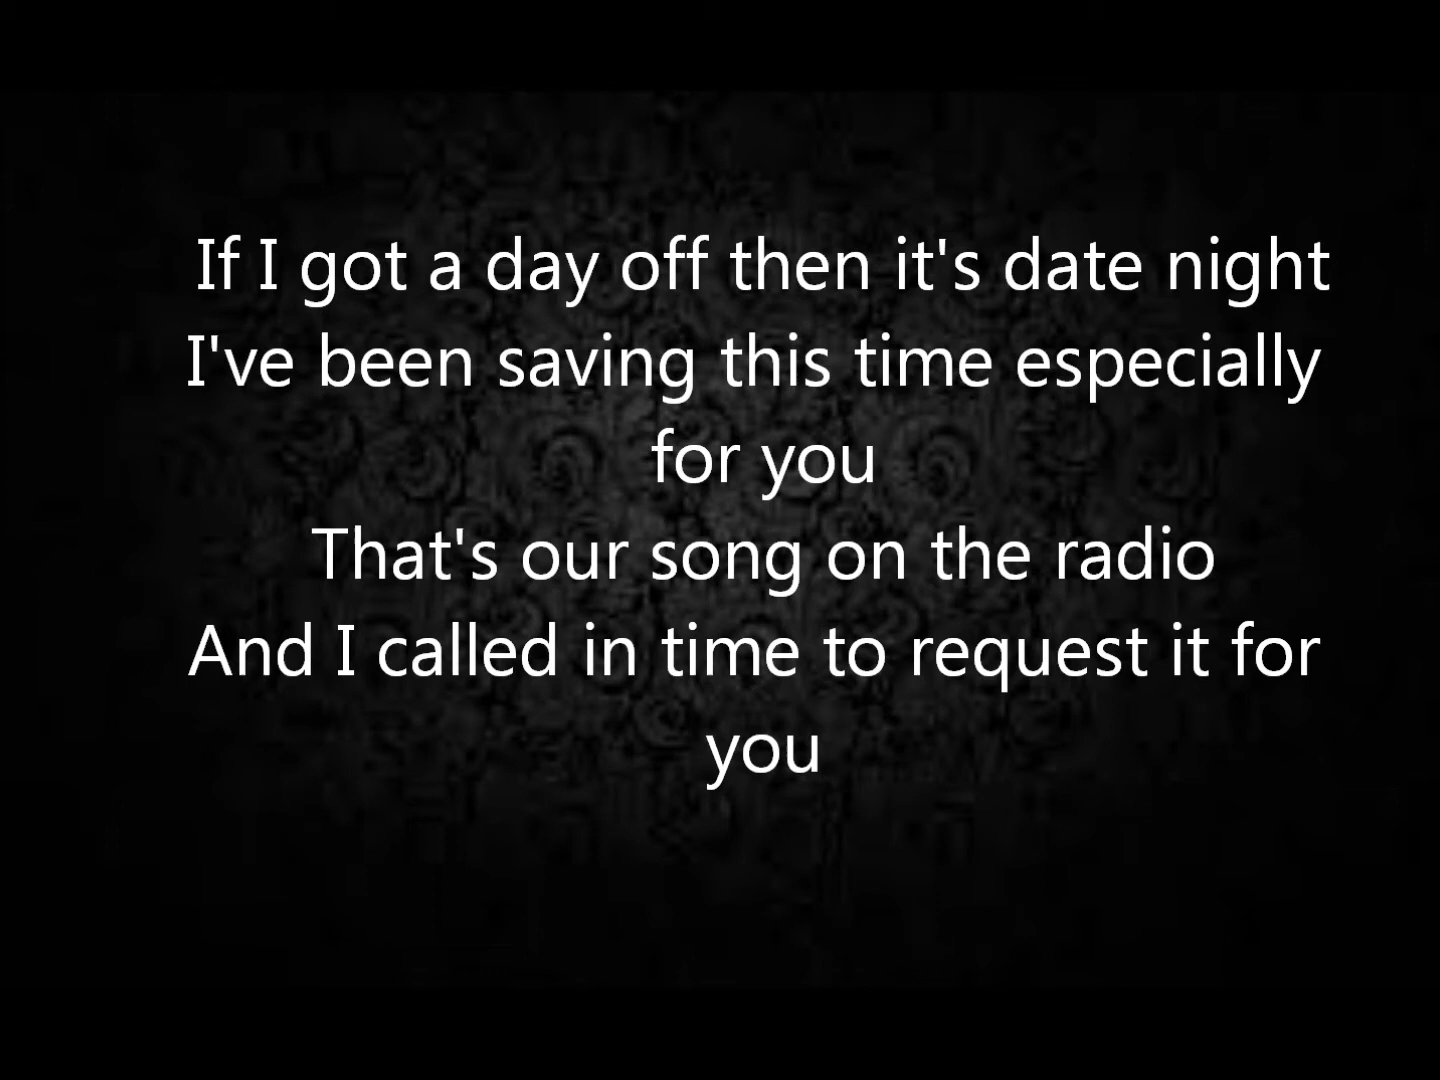 If I got a day off then it's date night
I've been saving this time especially
for you
That's our song on the radio
And I called in time to request it for
you